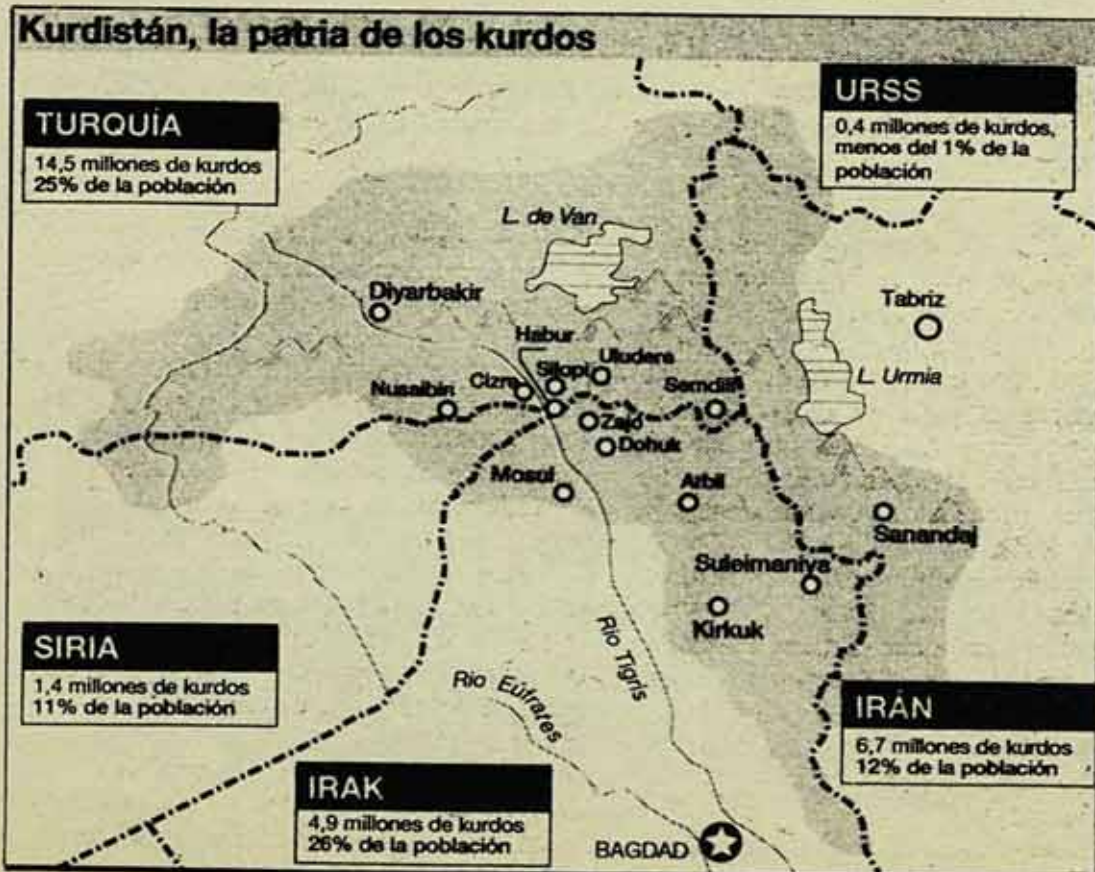 Kurdistán, la patria de los kurdos
TURQUÍA
14,5 millones de kurdos
25% de la población
URSS
0,4 millones de kurdos,
menos del 1% de la
población
L. de Van
Diyarbakir
Tabriz
Habur
L. Urmia
Silopi
Uludera
Cizre
Nusaibin
Semdilli
Zajo
Dohuk
Mosul
Arbil
Sanandaj
Suleimaniya
Kirkuk
SIRIA
1,4 millones de kurdos
11% de la población
Río Tigris
Río Eúfrates
IRÁN
6,7 millones de kurdos
12% de la población
IRAK
4,9 millones de kurdos
26% de la población
BAGDAD